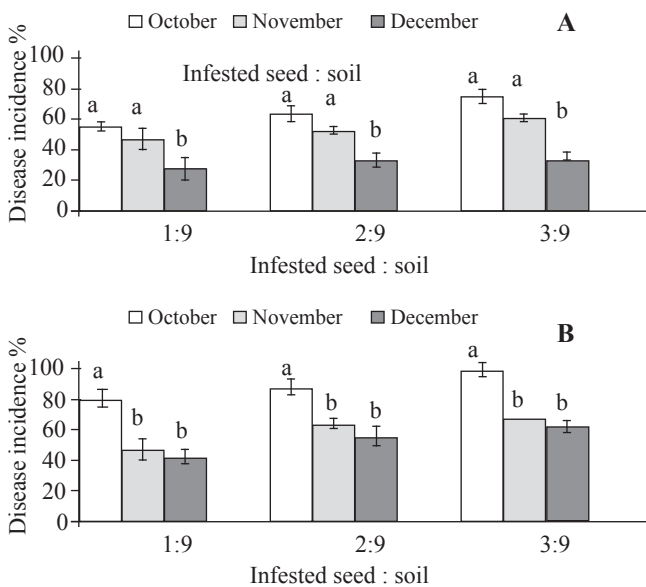 October November December A
Disease incidence %
100
80
60
40
20
0
Infested seed : soil
a a b a a b a a b
1:9 2:9 3:9
Infested seed : soil
October November December B
Disease incidence %
100
80
60
40
80
0
a b b a b b a b b
1:9 2:9 3:9
Infested seed : soil